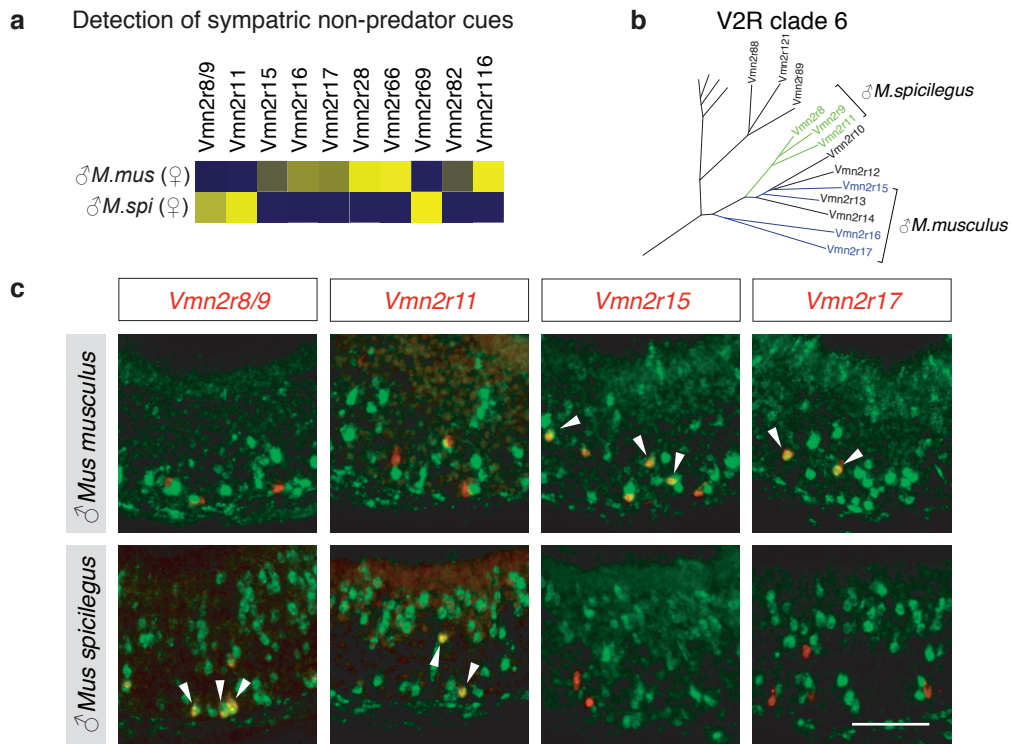 a
Detection of sympatric non-predator cues
Vmn2r8/9
Vmn2r11
Vmn2r15
Vmn2r16
Vmn2r17
Vmn2r28
Vmn2r66
Vmn2r69
Vmn2r82
Vmn2r116
♂M.mus (♀)
♂M.spi (♀)
b
V2R clade 6
Vmn2r88
Vmn2r121
Vmn2r89
♂M.spicilegus
Vmn2r8
Vmn2r9
Vmn2r11
Vmn2r10
Vmn2r12
Vmn2r15
Vmn2r13
Vmn2r14
♂M.musculus
Vmn2r16
Vmn2r17
c
Vmn2r8/9
Vmn2r11
Vmn2r15
Vmn2r17
♂Mus musculus
♂Mus spicilegus